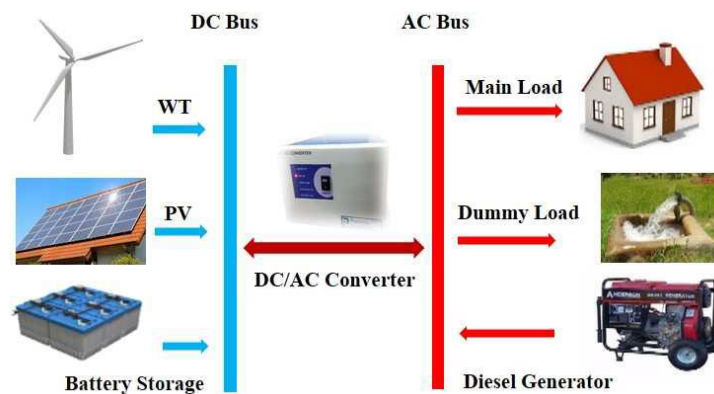 DC Bus
AC Bus
WT
Main Load
PV
Dummy Load
DC/AC Converter
Battery Storage
Diesel Generator